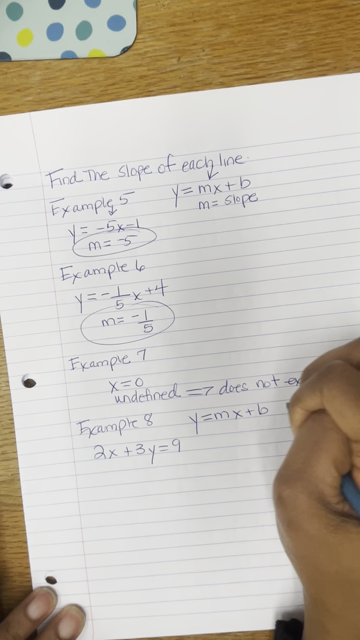 Find The slope of each line.
Example 5 y = mx + b
m = slope
y = -5x-1
m = -5
Example 6
y = -1/5 x + 4
m = -1/5
Example 7
x = 0
undefined => does not
Example 8 y = mx + b
2x + 3y = 9